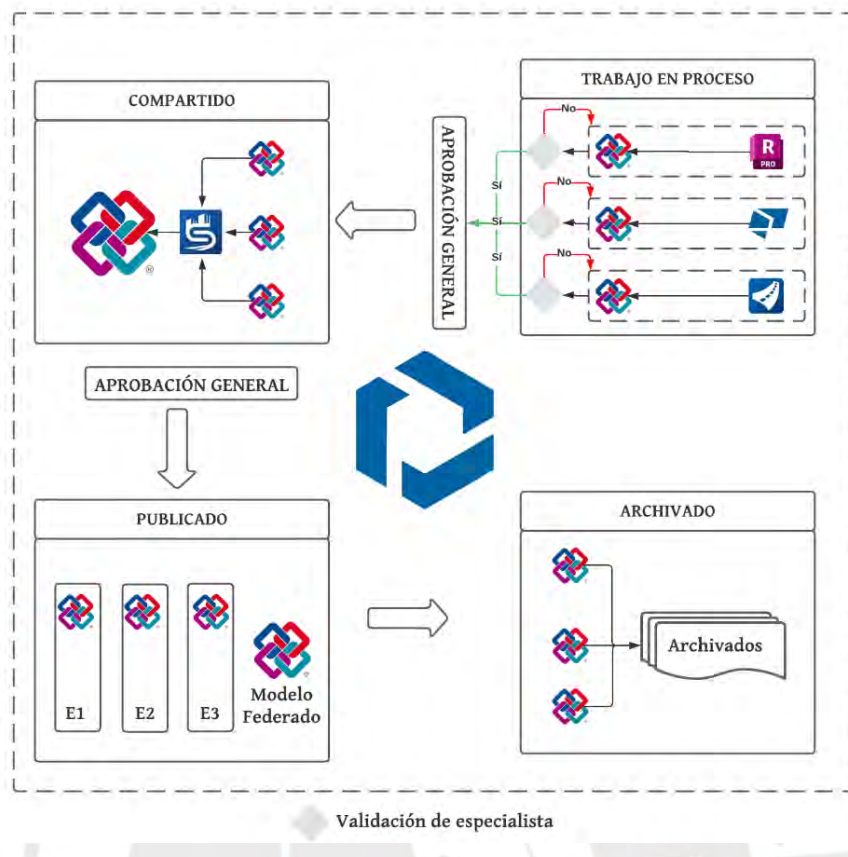 COMPARTIDO
TRABAJO EN PROCESO
No
R
PRO
Sí
No
Sí
No
Sí
APROBACIÓN GENERAL
®
APROBACIÓN GENERAL
PUBLICADO
E1
E2
E3
Modelo
Federado
ARCHIVADO
Archivados
Validación de especialista